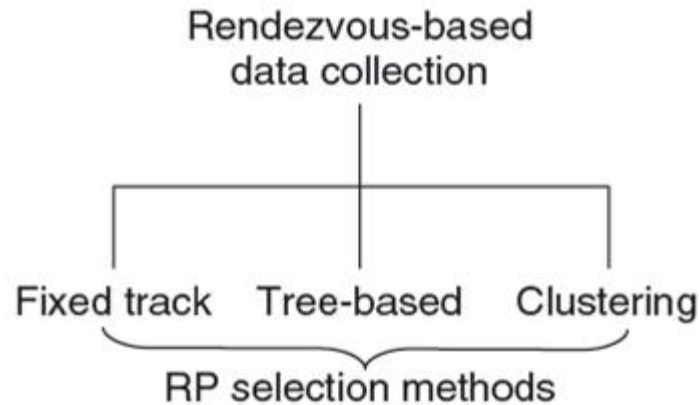 Rendezvous-based
data collection
Fixed track Tree-based Clustering
RP selection methods